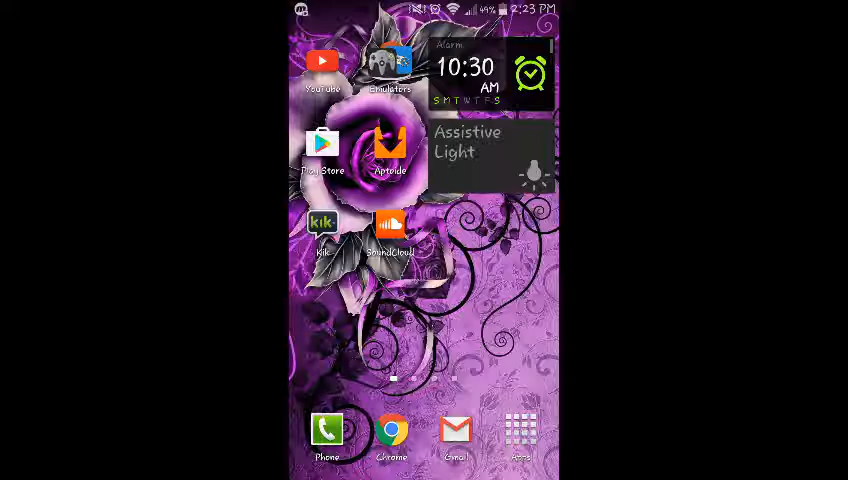 49% 2:23 PM
Alarm
10:30
AM
S M T W T F S
YouTube
Emulators
Assistive
Light
Play Store
Aptoide
kik.
Kik
SoundCloud
Phone
Chrome
Gmail
Apps